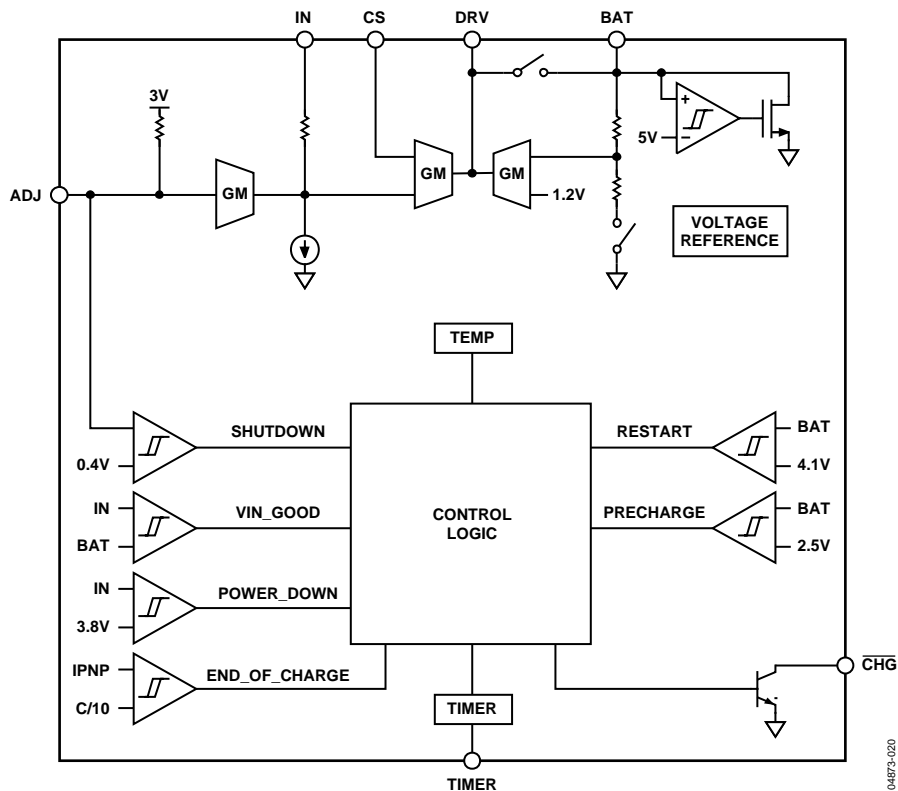 IN CS DRV BAT
3V
+
5V −
ADJ
GM GM GM
1.2V
VOLTAGE
REFERENCE
TEMP
SHUTDOWN
0.4V
IN
VIN_GOOD
BAT
IN
POWER_DOWN
3.8V
IPNP
END_OF_CHARGE
C/10
CONTROL
LOGIC
RESTART
BAT
4.1V
PRECHARGE
BAT
2.5V
CHG
TIMER
TIMER
04873-020